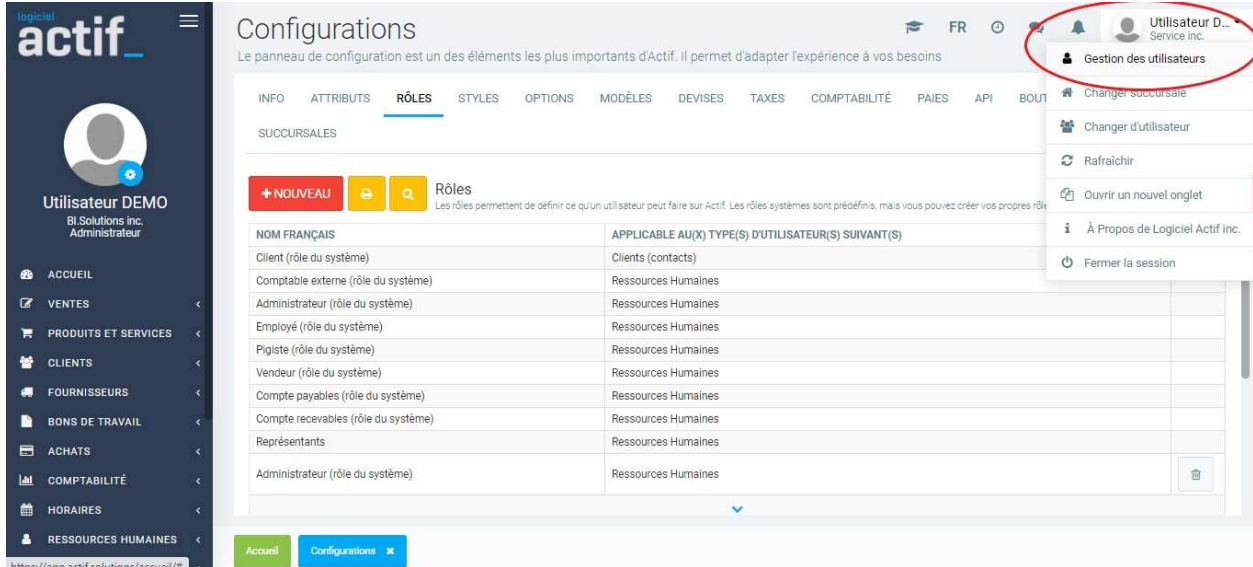 logiciel
actif_
Utilisateur DEMO
BI.Solutions inc.
Administrateur
ACCUEIL
VENTES
PRODUITS ET SERVICES
CLIENTS
FOURNISSEURS
BONS DE TRAVAIL
ACHATS
COMPTABILITÉ
HORAIRES
RESSOURCES HUMAINES
https://app.actif.solutions/accueil/#
Configurations
Le panneau de configuration est un des éléments les plus importants d'Actif. Il permet d'adapter l'expérience à vos besoins
FR
Utilisateur D...
Service inc.
Gestion des utilisateurs
Changer succursale
Changer d'utilisateur
Rafraîchir
Ouvrir un nouvel onglet
À Propos de Logiciel Actif inc.
Fermer la session
INFO ATTRIBUTS RÔLES STYLES OPTIONS MODÈLES DEVISES TAXES COMPTABILITÉ PAIES API BOUT
SUCCURSALES
+NOUVEAU
Rôles
Les rôles permettent de définir ce qu'un utilisateur peut faire sur Actif. Les rôles systèmes sont prédéfinis, mais vous pouvez créer vos propres rôle
NOM FRANÇAIS APPLICABLE AU(X) TYPE(S) D'UTILISATEUR(S) SUIVANT(S)
Client (rôle du système) Clients (contacts)
Comptable externe (rôle du système) Ressources Humaines
Administrateur (rôle du système) Ressources Humaines
Employé (rôle du système) Ressources Humaines
Pigiste (rôle du système) Ressources Humaines
Vendeur (rôle du système) Ressources Humaines
Compte payables (rôle du système) Ressources Humaines
Compte recevables (rôle du système) Ressources Humaines
Représentants Ressources Humaines
Administrateur (rôle du système) Ressources Humaines
Accueil
Configurations ×